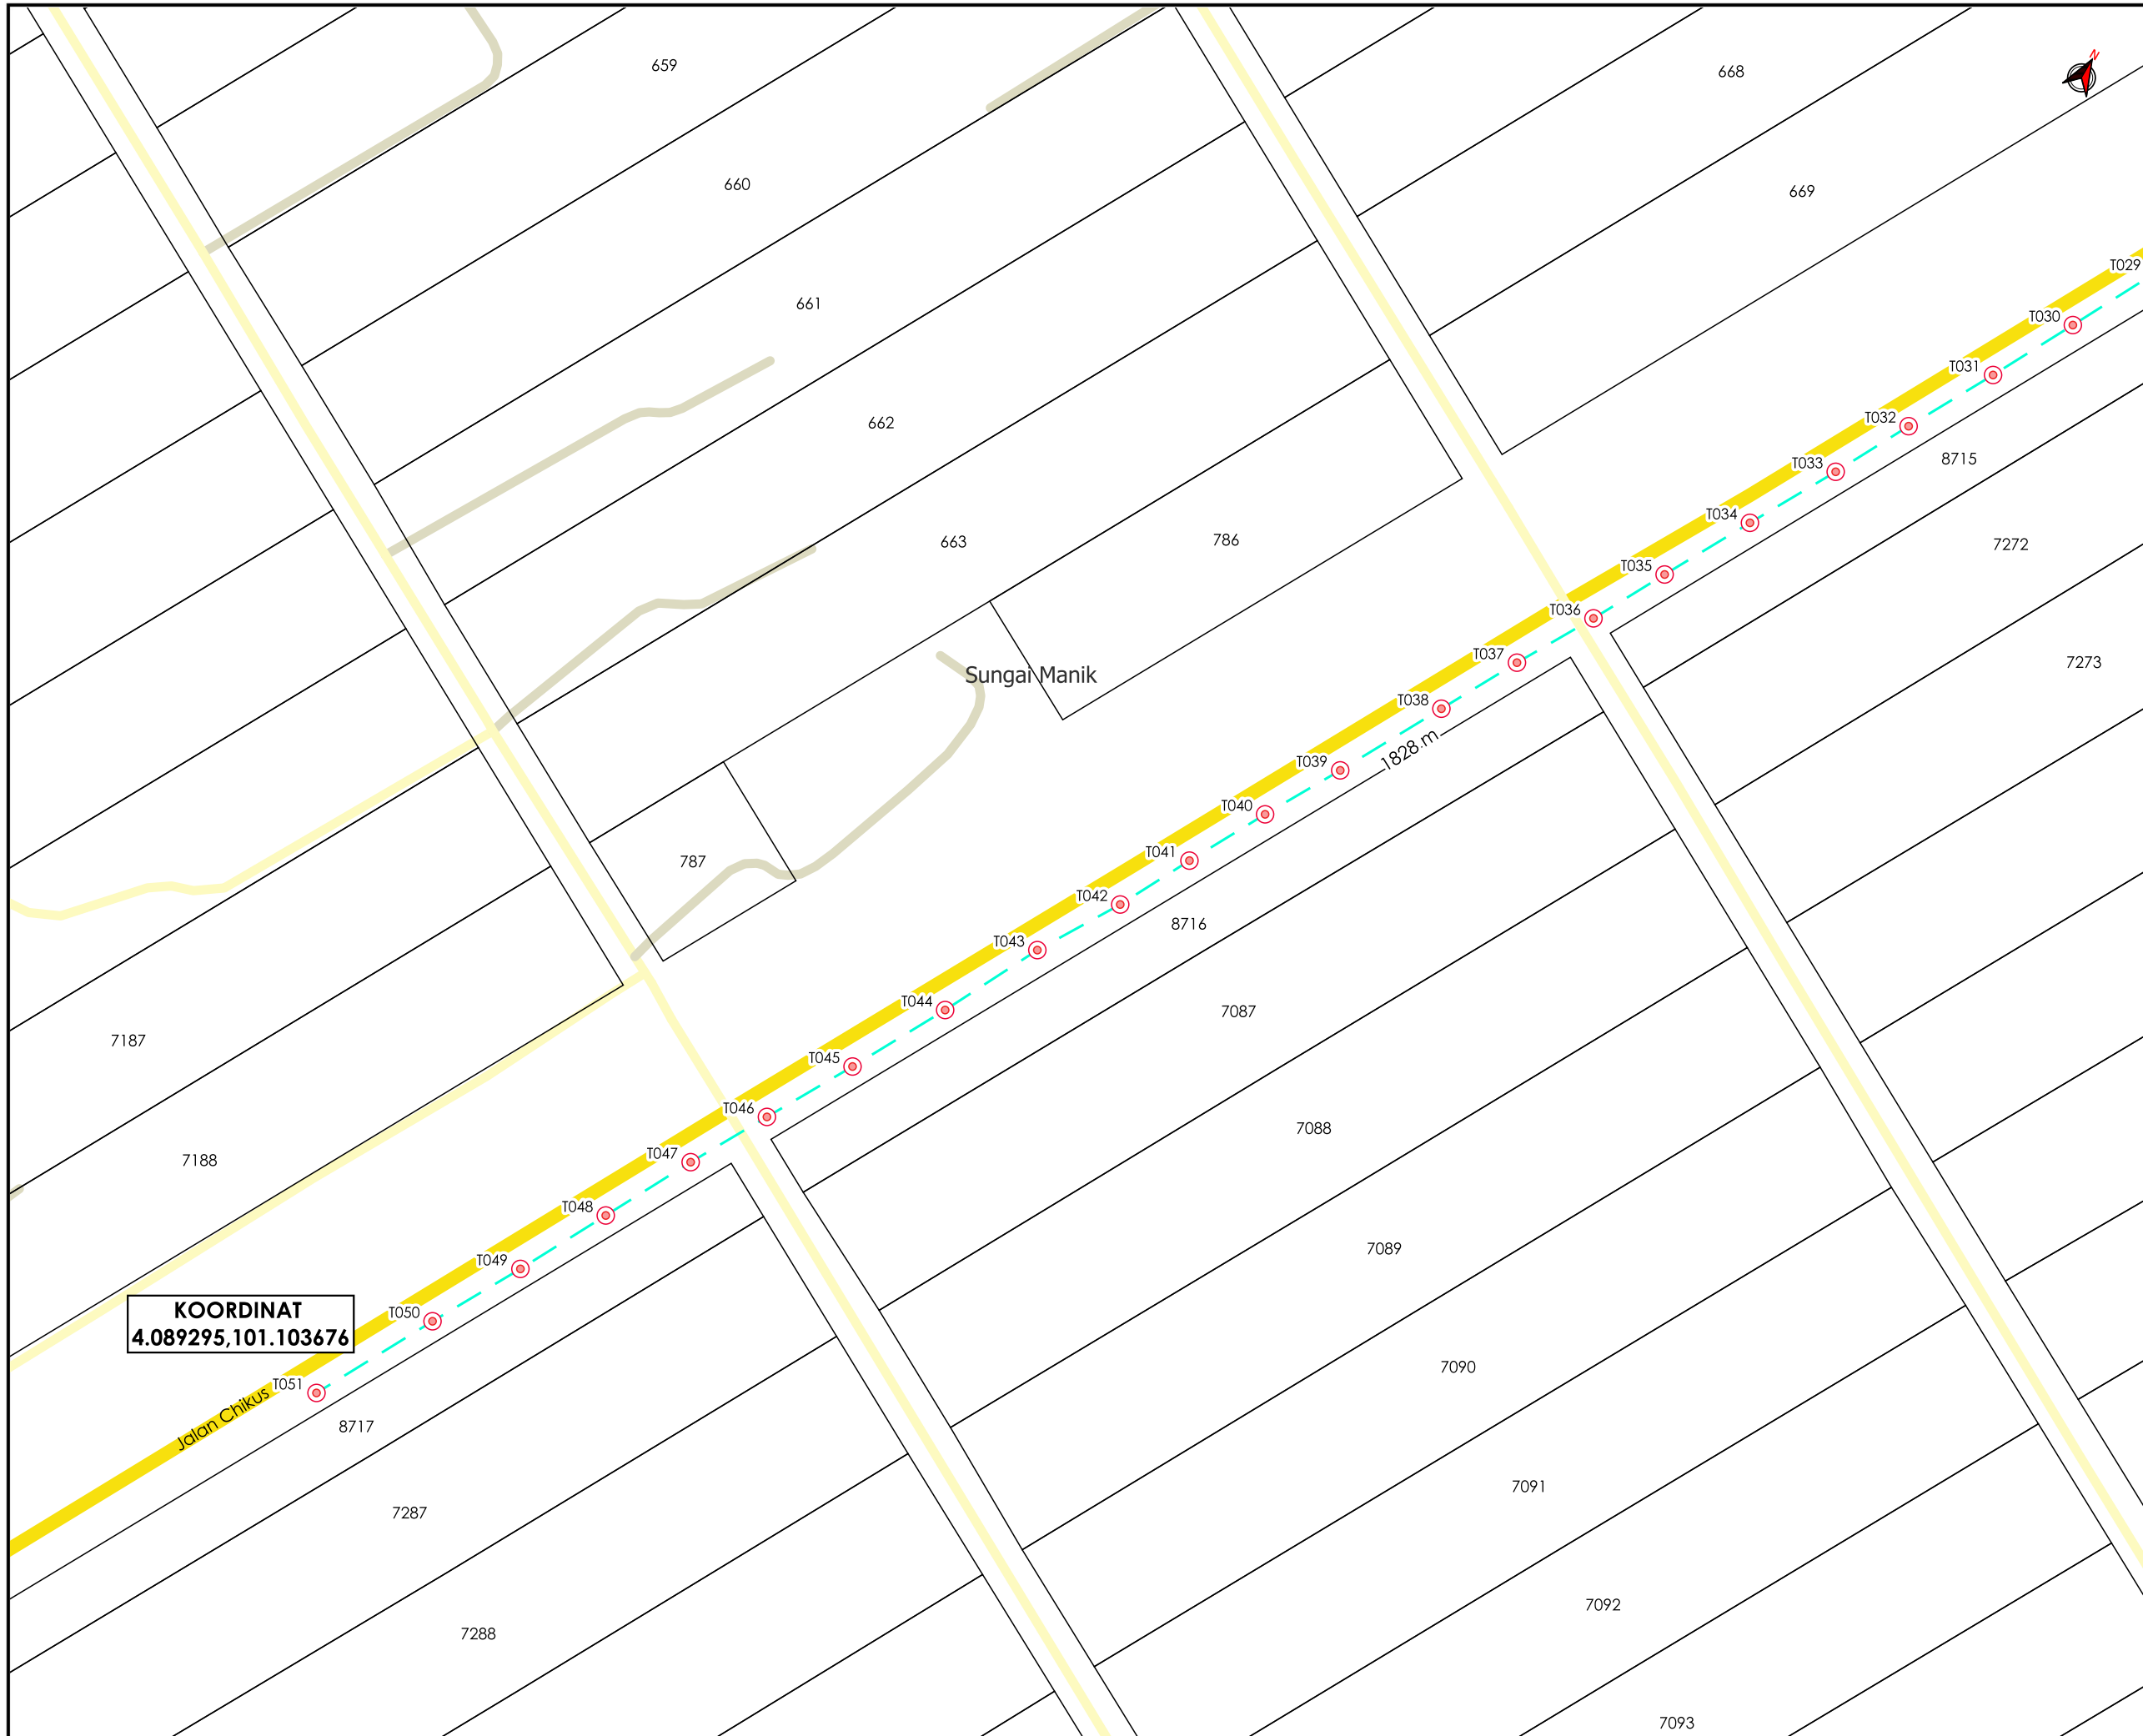 659
668
N
660
669
T029
661
T030
T031
662
T032
8715
T033
T034
663
786
7272
T035
T036
7273
T037
Sungai Manik
T038
1828.m
T039
T040
787
T041
T042
8716
T043
T044
7087
7187
T045
T046
7088
T047
7188
T048
7089
T049
KOORDINAT
4.089295,101.103676
T050
7090
T051
Jalan Chikus
8717
7091
7287
7092
7288
7093